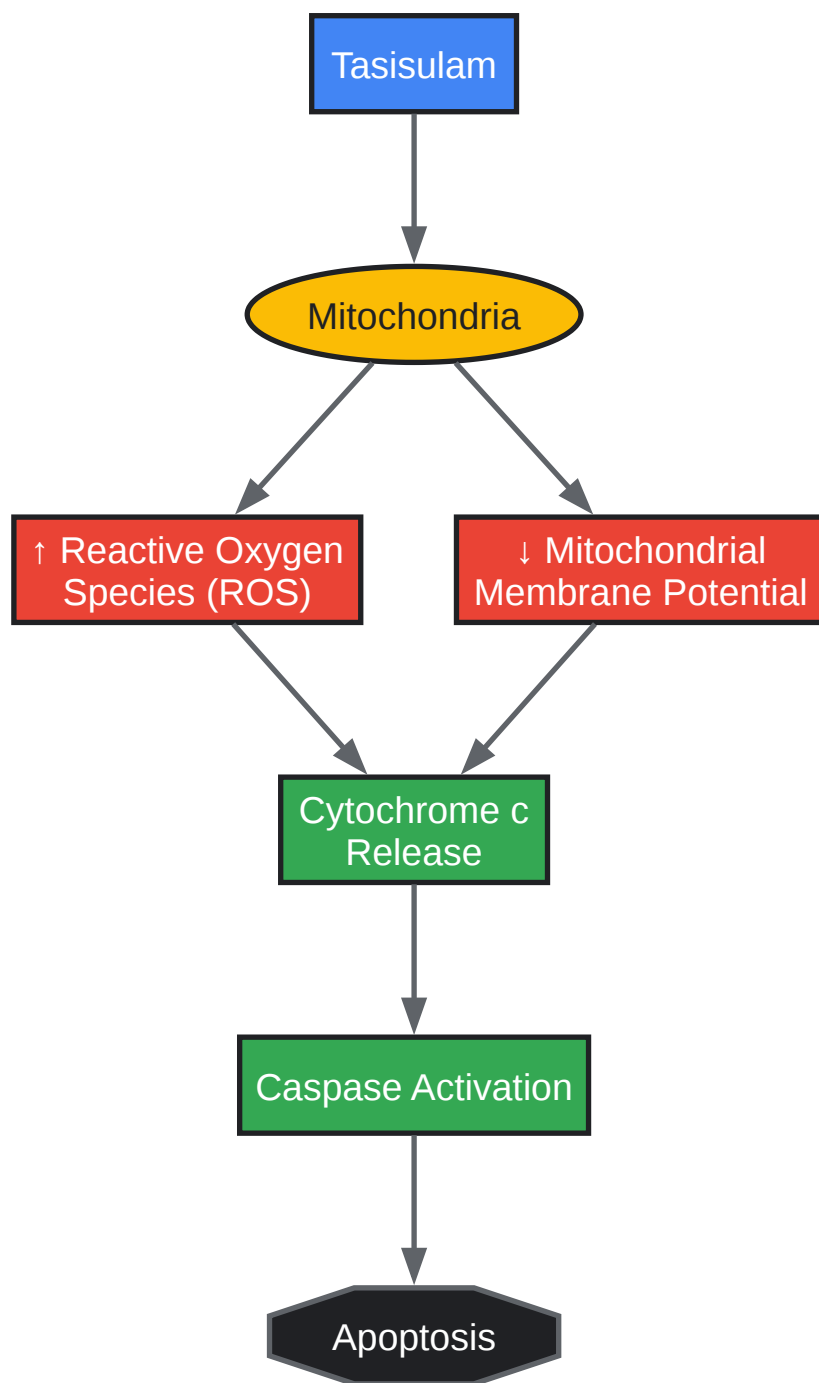 Tasisulam
Mitochondria
↑ Reactive Oxygen
Species (ROS)
↓ Mitochondrial
Membrane Potential
Cytochrome c
Release
Caspase Activation
Apoptosis